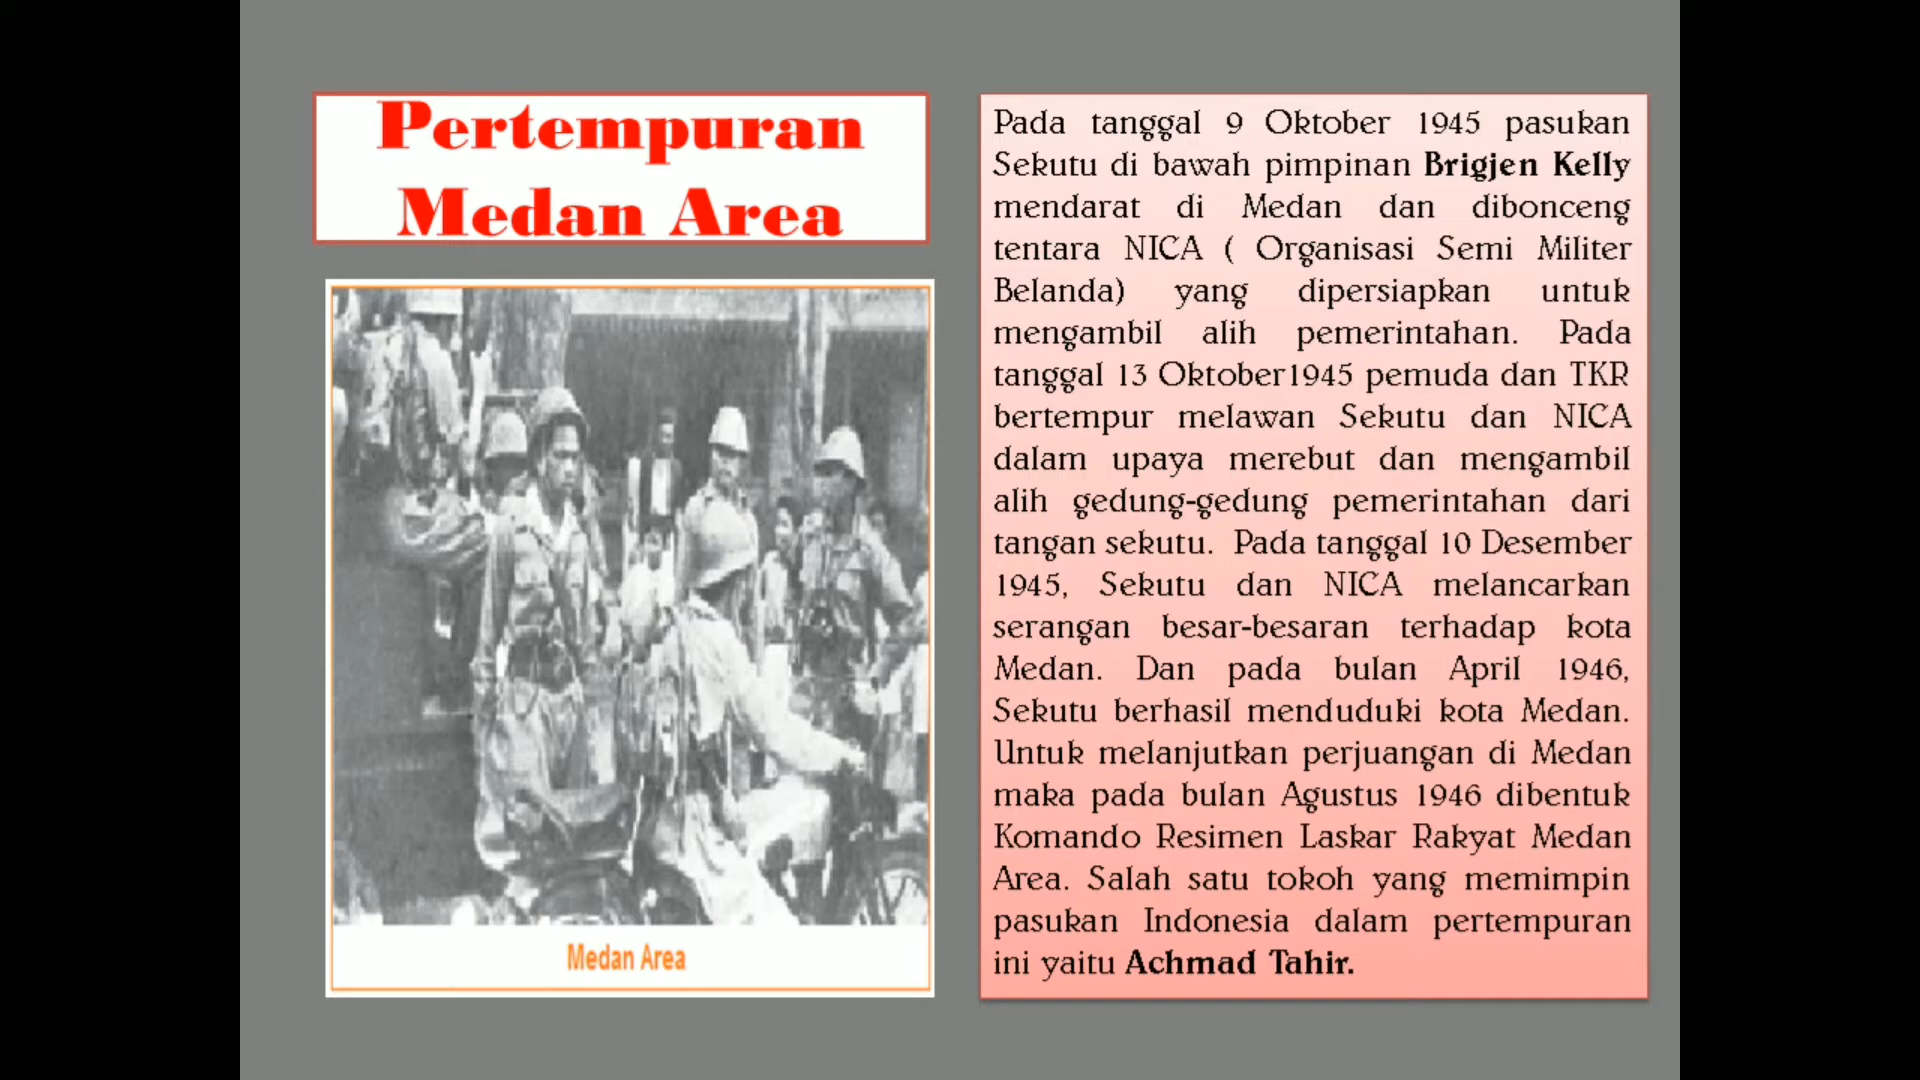 Pertempuran
Medan Area
Medan Area
Pada tanggal 9 Oktober 1945 pasukan
Sekutu di bawah pimpinan Brigjen Kelly
mendarat di Medan dan dibonceng
tentara NICA ( Organisasi Semi Militer
Belanda) yang dipersiapkan untuk
mengambil alih pemerintahan. Pada
tanggal 13 Oktober1945 pemuda dan TKR
bertempur melawan Sekutu dan NICA
dalam upaya merebut dan mengambil
alih gedung-gedung pemerintahan dari
tangan sekutu. Pada tanggal 10 Desember
1945, Sekutu dan NICA melancarkan
serangan besar-besaran terhadap kota
Medan. Dan pada bulan April 1946,
Sekutu berhasil menduduki kota Medan.
Untuk melanjutkan perjuangan di Medan
maka pada bulan Agustus 1946 dibentuk
Komando Resimen Laskar Rakyat Medan
Area. Salah satu tokoh yang memimpin
pasukan Indonesia dalam pertempuran
ini yaitu Achmad Tahir.